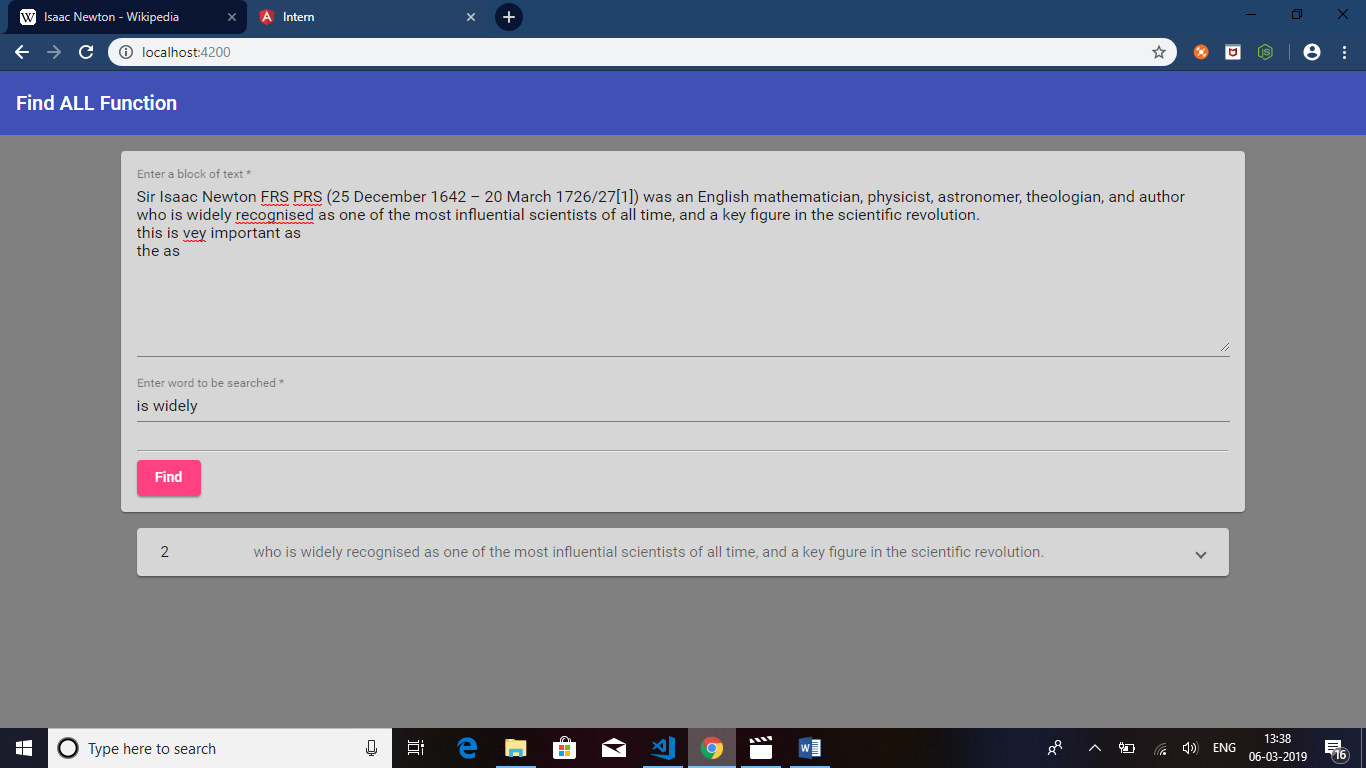 Isaac Newton - Wikipedia
Intern
localhost:4200
Find ALL Function
Enter a block of text *
Sir Isaac Newton FRS PRS (25 December 1642 – 20 March 1726/27[1]) was an English mathematician, physicist, astronomer, theologian, and author
who is widely recognised as one of the most influential scientists of all time, and a key figure in the scientific revolution.
this is vey important as
the as
Enter word to be searched *
is widely
Find
2 who is widely recognised as one of the most influential scientists of all time, and a key figure in the scientific revolution.
Type here to search
ENG
13:38
06-03-2019
16